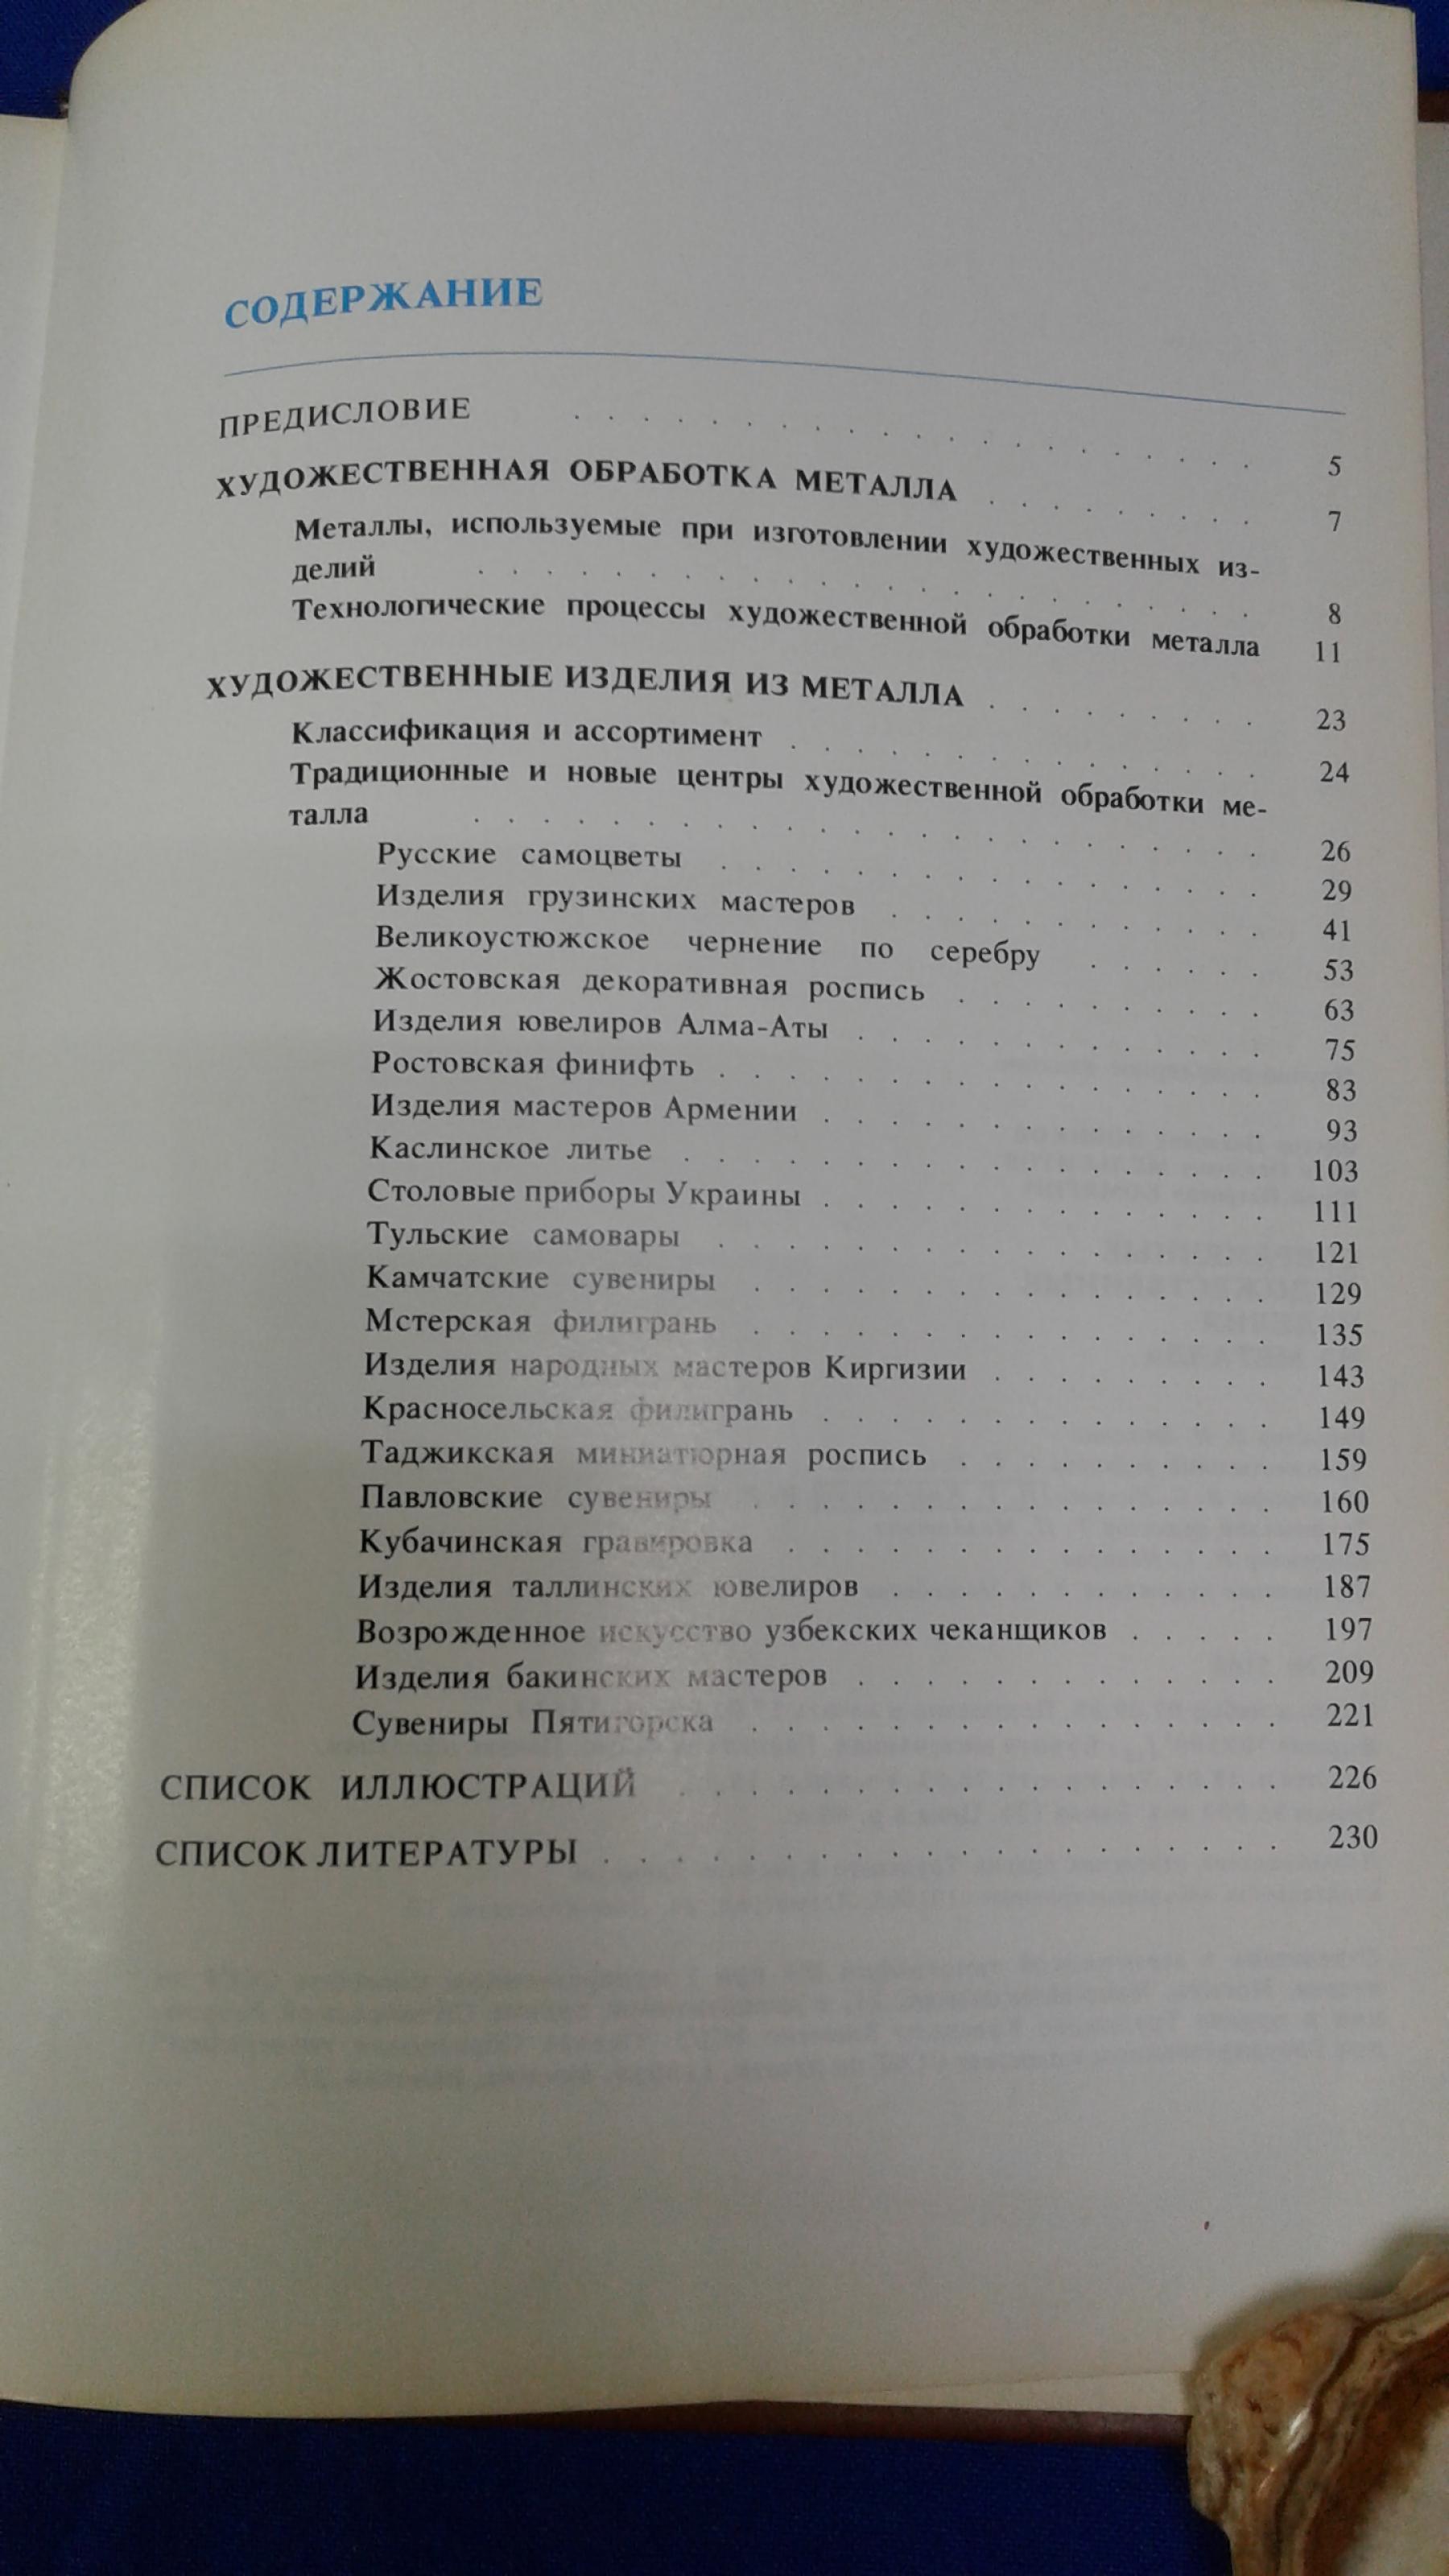 СОДЕРЖАНИЕ
ПРЕДИСЛОВИЕ . . . . . . . . . . . . . . . . . . . . 5
ХУДОЖЕСТВЕННАЯ ОБРАБОТКА МЕТАЛЛА . . . . . . . . . 7
Металлы, используемые при изготовлении художественных из-
делий . . . . . . . . . . . . . . . . . . . . . . 8
Технологические процессы художественной обработки металла 11
ХУДОЖЕСТВЕННЫЕ ИЗДЕЛИЯ ИЗ МЕТАЛЛА . . . . . . . . . 23
Классификация и ассортимент . . . . . . . . . . . . . . 24
Традиционные и новые центры художественной обработки ме-
талла . . . . . . . . . . . . . . . . . . . . . . 26
Русские самоцветы . . . . . . . . . . . . . . . . 29
Изделия грузинских мастеров . . . . . . . . . . . 41
Великоустюжское чернение по серебру . . . . . . 53
Жостовская декоративная роспись . . . . . . . . . . 63
Изделия ювелиров Алма-Аты . . . . . . . . . . . . . 75
Ростовская финифть . . . . . . . . . . . . . . . . . 83
Изделия мастеров Армении . . . . . . . . . . . . . . 93
Каслинское литье . . . . . . . . . . . . . . . . . . 103
Столовые приборы Украины . . . . . . . . . . . . . . 111
Тульские самовары . . . . . . . . . . . . . . . . . 121
Камчатские сувениры . . . . . . . . . . . . . . . . 129
Мстерская филигрань . . . . . . . . . . . . . . . . 135
Изделия народных мастеров Киргизии . . . . . . . . . 143
Красносельская филигрань . . . . . . . . . . . . . . 149
Таджикская миниатюрная роспись . . . . . . . . . . 159
Павловские сувениры . . . . . . . . . . . . . . . . 160
Кубачинская гравировка . . . . . . . . . . . . . . . 175
Изделия таллинских ювелиров . . . . . . . . . . . . 187
Возрожденное искусство узбекских чеканщиков . . . . . 197
Изделия бакинских мастеров . . . . . . . . . . . . . 209
Сувениры Пятигорска . . . . . . . . . . . . . . . . 221
СПИСОК ИЛЛЮСТРАЦИЙ . . . . . . . . . . . . . . . . . . 226
СПИСОК ЛИТЕРАТУРЫ . . . . . . . . . . . . . . . . . . . . 230